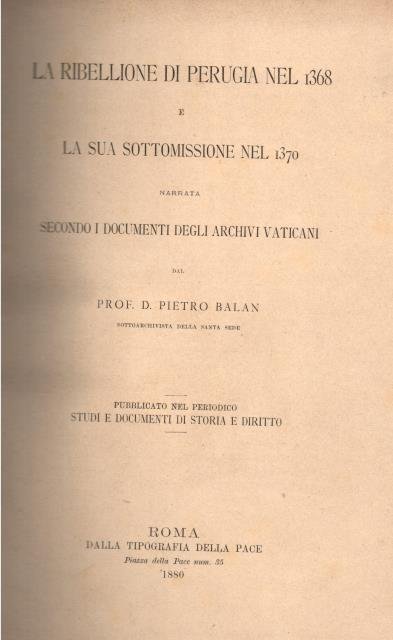 LA RIBELLIONE DI PERUGIA NEL 1368
E
LA SUA SOTTOMISSIONE NEL 1370
NARRATA
SECONDO I DOCUMENTI DEGLI ARCHIVI VATICANI
DAL
PROF. D. PIETRO BALAN
SOTTOARCHIVISTA DELLA SANTA SEDE
PUBBLICATO NEL PERIODICO
STUDI E DOCUMENTI DI STORIA E DIRITTO
ROMA
DALLA TIPOGRAFIA DELLA PACE
Piazza della Pace num. 35
1880